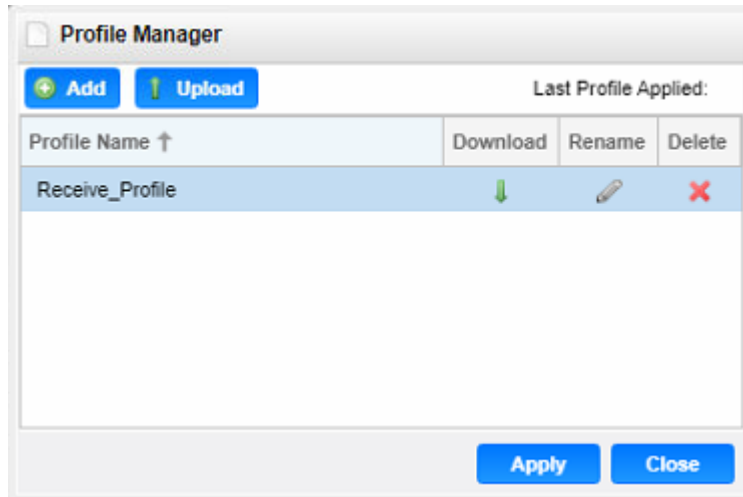 Profile Manager
Add Upload Last Profile Applied:
Profile Name Download Rename Delete
Receive_Profile
Apply Close